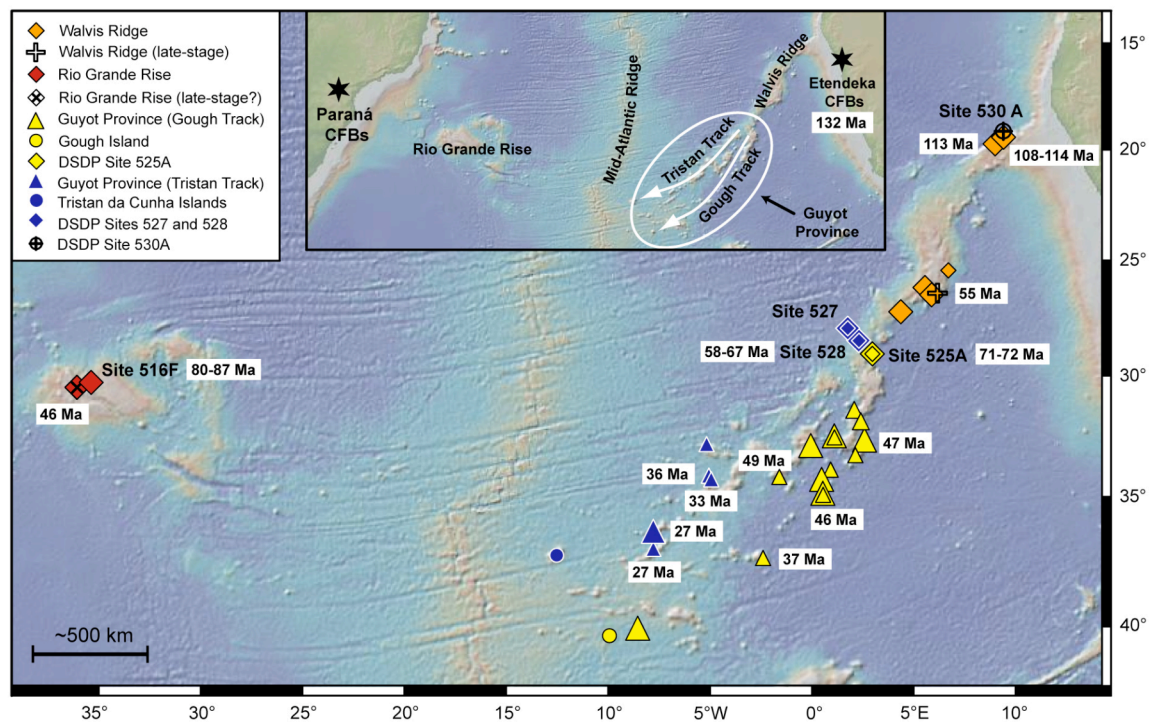 Walvis Ridge
Walvis Ridge (late-stage)
Rio Grande Rise
Rio Grande Rise (late-stage?)
Guyot Province (Gough Track)
Gough Island
DSDP Site 525A
Guyot Province (Tristan Track)
Tristan da Cunha Islands
DSDP Sites 527 and 528
DSDP Site 530A
Paraná
CFBs
Rio Grande Rise
Mid-Atlantic Ridge
Walvis Ridge
Etendeka
CFBs
132 Ma
Tristan Track
Gough Track
Guyot
Province
Site 530 A
113 Ma
108-114 Ma
55 Ma
Site 527
58-67 Ma
Site 528
Site 525A
71-72 Ma
Site 516F
80-87 Ma
46 Ma
47 Ma
49 Ma
36 Ma
33 Ma
46 Ma
27 Ma
27 Ma
37 Ma
~500 km
15°
20°
25°
30°
35°
40°
35°
30°
25°
20°
15°
10°
5°W
0°
5°E
10°